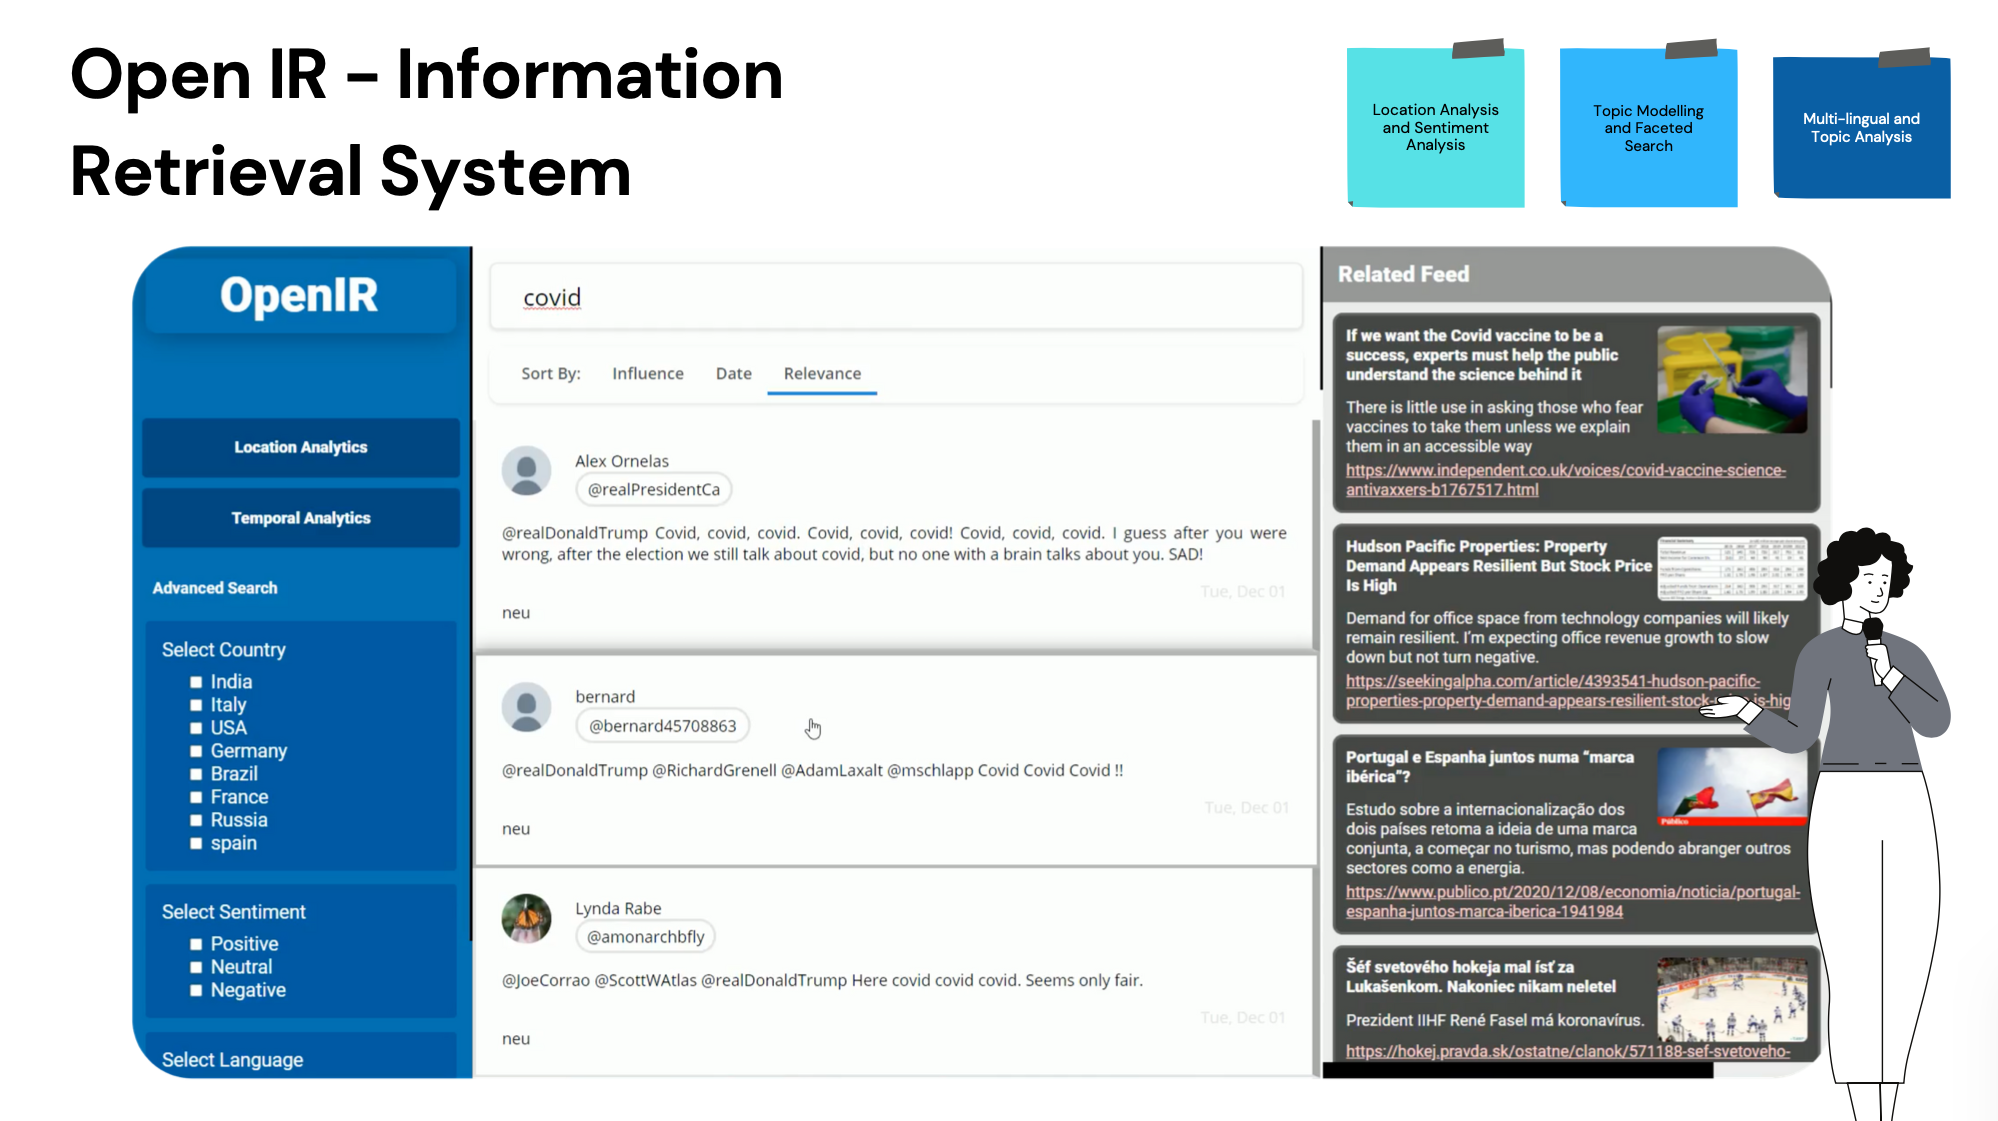 Open IR – Information
Retrieval System
Location Analysis
and Sentiment
Analysis
Topic Modelling
and Faceted
Search
Multi-lingual and
Topic Analysis
OpenIR
Location Analytics
Temporal Analytics
Advanced Search
Select Country
India
Italy
USA
Germany
Brazil
France
Russia
spain
Select Sentiment
Positive
Neutral
Negative
Select Language
covid
Sort By: Influence Date Relevance
Alex Ornelas
@realPresidentCa
@realDonaldTrump Covid, covid, covid. Covid, covid, covid! Covid, covid, covid. I guess after you were
wrong, after the election we still talk about covid, but no one with a brain talks about you. SAD!
Tue, Dec 01
neu
bernard
@bernard45708863
@realDonaldTrump @RichardGrenell @AdamLaxalt @mschlapp Covid Covid Covid !!
Tue, Dec 01
neu
Lynda Rabe
@amonarchbfly
@JoeCorrao @ScottWAtlas @realDonaldTrump Here covid covid covid. Seems only fair.
Tue, Dec 01
neu
Related Feed
If we want the Covid vaccine to be a
success, experts must help the public
understand the science behind it
There is little use in asking those who fear
vaccines to take them unless we explain
them in an accessible way
https://www.independent.co.uk/voices/covid-vaccine-science-
antivaxxers-b1767517.html
Hudson Pacific Properties: Property
Demand Appears Resilient But Stock Price
Is High
Demand for office space from technology companies will likely
remain resilient. I'm expecting office revenue growth to slow
down but not turn negative.
https://seekingalpha.com/article/4393541-hudson-pacific-
properties-property-demand-appears-resilient-stock-
Portugal e Espanha juntos numa “marca
ibérica”?
Estudo sobre a internacionalização dos
dois países retoma a ideia de uma marca
conjunta, a começar no turismo, mas podendo abranger outros
sectores como a energia.
https://www.publico.pt/2020/12/08/economia/noticia/portugal-
espanha-juntos-marca-iberica-1941984
Público
Šéf svetového hokeja mal ísť za
Lukašenkom. Nakoniec nikam neletel
Prezident IIHF René Fasel má koronavírus.
https://hokej.pravda.sk/ostatne/clanok/571188-sef-svetoveho-